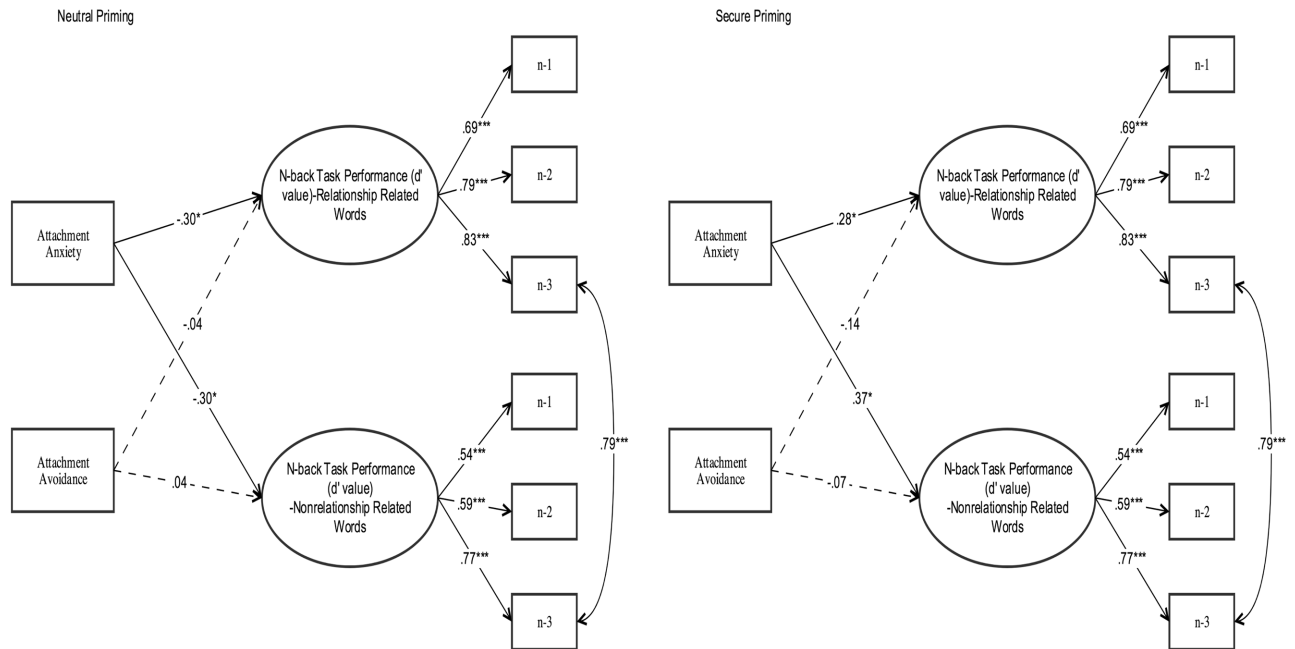 Neutral Priming
n-1
.69***
N-back Task Performance (d'
value)-Relationship Related
Words
.79***
n-2
-.30*
Attachment
Anxiety
.83***
n-3
-.04
-.30*
n-1
.79***
.54***
Attachment
Avoidance
.04
N-back Task Performance
(d' value)
-Nonrelationship Related
Words
.59***
n-2
.77***
n-3
Secure Priming
n-1
.69***
N-back Task Performance (d'
value)-Relationship Related
Words
.79***
n-2
.28*
Attachment
Anxiety
.83***
n-3
-.14
.37*
n-1
.79***
.54***
Attachment
Avoidance
-.07
N-back Task Performance
(d' value)
-Nonrelationship Related
Words
.59***
n-2
.77***
n-3